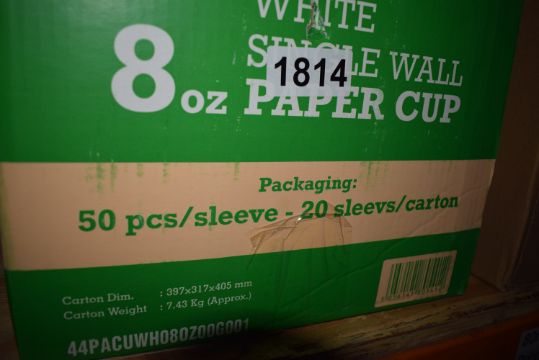 WHITE
SINGLE WALL
1814
8 oz PAPER CUP
Packaging:
50 pcs/sleeve - 20 sleevs/carton
Carton Dim. : 397x317x405 mm
Carton Weight : 7.43 Kg (Approx.)
44PACUWH08OZ00G001